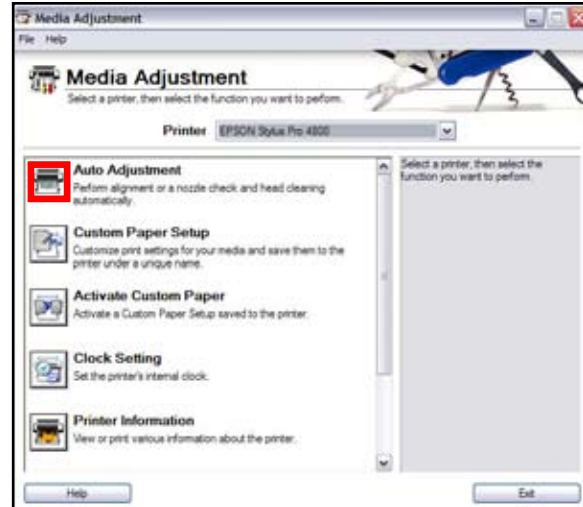 Media Adjustment
File Help
Media Adjustment
Select a printer, then select the function you want to perform.
Printer EPSON Stylus Pro 4800
Auto Adjustment
Perform alignment or a nozzle check and head cleaning
automatically.
Custom Paper Setup
Customize print settings for your media and save them to the
printer under a unique name.
Activate Custom Paper
Activate a Custom Paper Setup saved to the printer.
Clock Setting
Set the printer's internal clock.
Printer Information
View or print various information about the printer.
Select a printer, then select the
function you want to perform.
Help
Exit